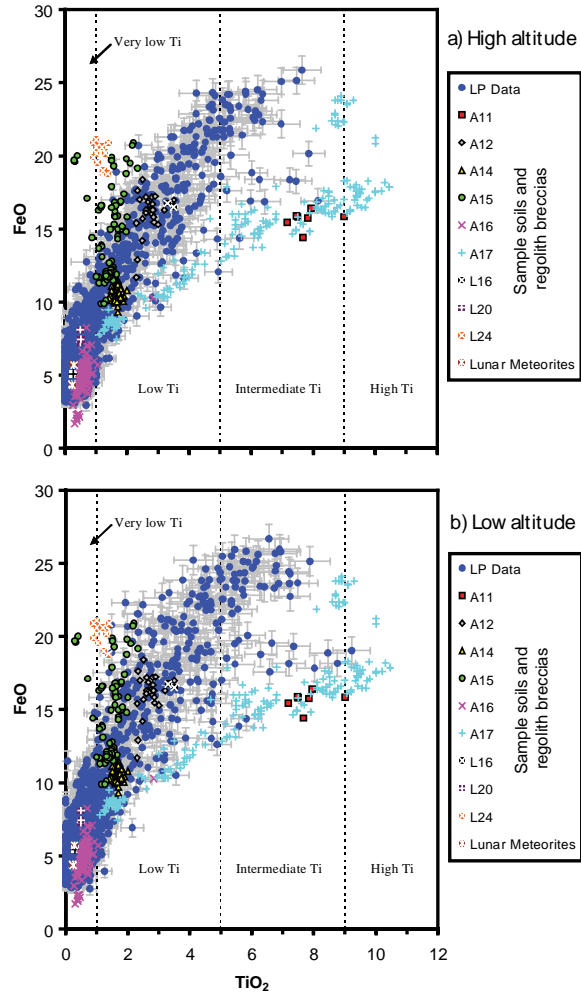 a) High altitude
30
25
20
15
10
5
0
FeO
Very low Ti
Low Ti
Intermediate Ti
High Ti
LP Data
A11
A12
A14
A15
A16
A17
L16
L20
L24
Lunar Meteorites
Sample soils and
regolith breccias
b) Low altitude
30
25
20
15
10
5
0
FeO
Very low Ti
Low Ti
Intermediate Ti
High Ti
0
2
4
6
8
10
12
TiO₂
LP Data
A11
A12
A14
A15
A16
A17
L16
L20
L24
Lunar Meteorites
Sample soils and
regolith breccias